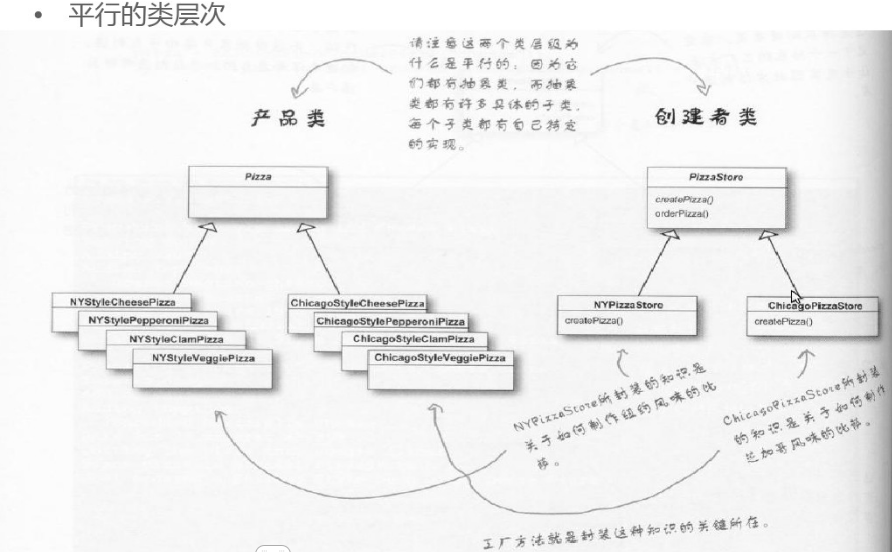 • 平行的类层次
请注意这两个类层级为
什么是平行的：因为它
们都有抽象类，而抽象
类都有许多具体的子类，
每个子类都有自己特定
的实现。
产品类
创建者类
Pizza
PizzaStore
createPizza()
orderPizza()
NYStyleCheesePizza
NYStylePepperoniPizza
NYStyleClamPizza
NYStyleVeggiePizza
ChicagoStyleCheesePizza
ChicagoStylePepperoniPizza
ChicagoStyleClamPizza
ChicagoStyleVeggiePizza
NYPizzaStore
createPizza()
ChicagoPizzaStore
createPizza()
NYPizzaStore所封装的知识是
关于如何制作纽约风味的比
萨。
ChicagoPizzaStore所封装
的知识是关于如何制作
芝加哥风味的比萨。
工厂方法就是封装这种知识的关键所在。